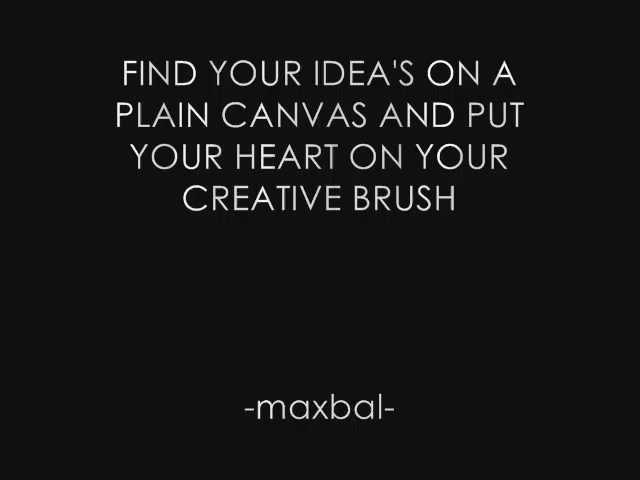 FIND YOUR IDEA'S ON A
PLAIN CANVAS AND PUT
YOUR HEART ON YOUR
CREATIVE BRUSH
-maxbal-